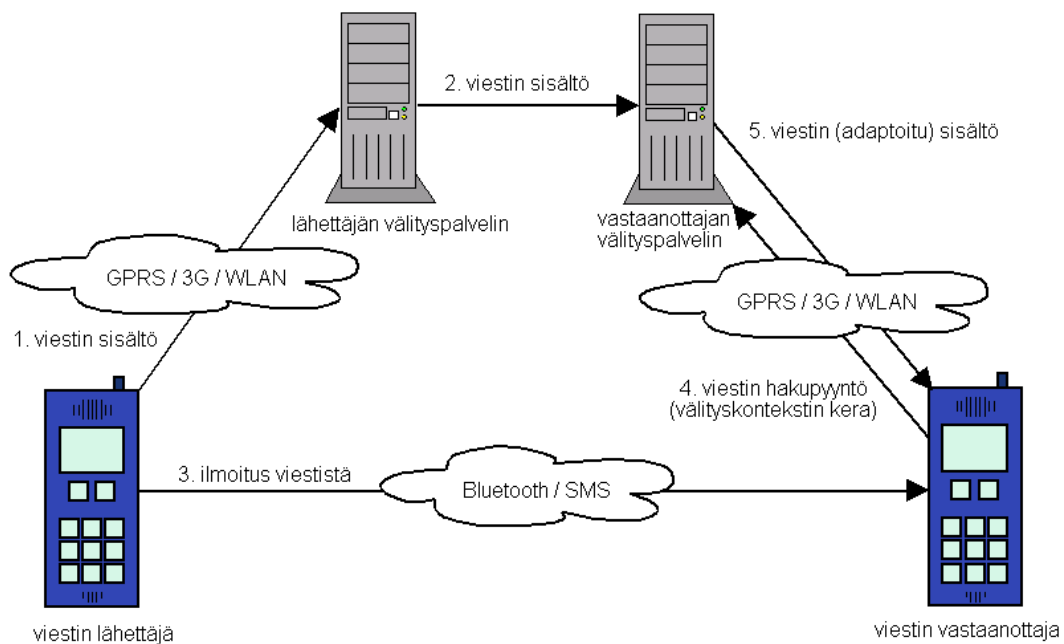 2. viestin sisältö
5. viestin (adaptoitu) sisältö
lähettäjän välityspalvelin
vastaanottajan
välityspalvelin
GPRS / 3G / WLAN
GPRS / 3G / WLAN
1. viestin sisältö
4. viestin hakupyyntö
(välityskontekstin kera)
3. ilmoitus viestistä
Bluetooth / SMS
viestin lähettäjä
viestin vastaanottaja